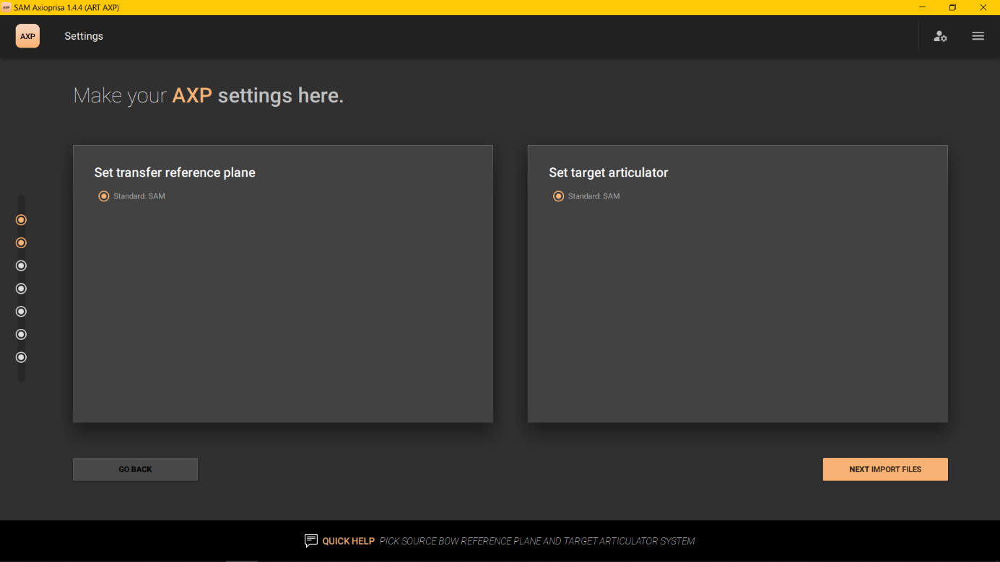 AXP SAM Axioprisa 1.4.4 (ART AXP)
AXP Settings
Make your AXP settings here.
Set transfer reference plane
Standard: SAM
Set target articulator
Standard: SAM
GO BACK
NEXT IMPORT FILES
QUICK HELP PICK SOURCE BOW REFERENCE PLANE AND TARGET ARTICULATOR SYSTEM